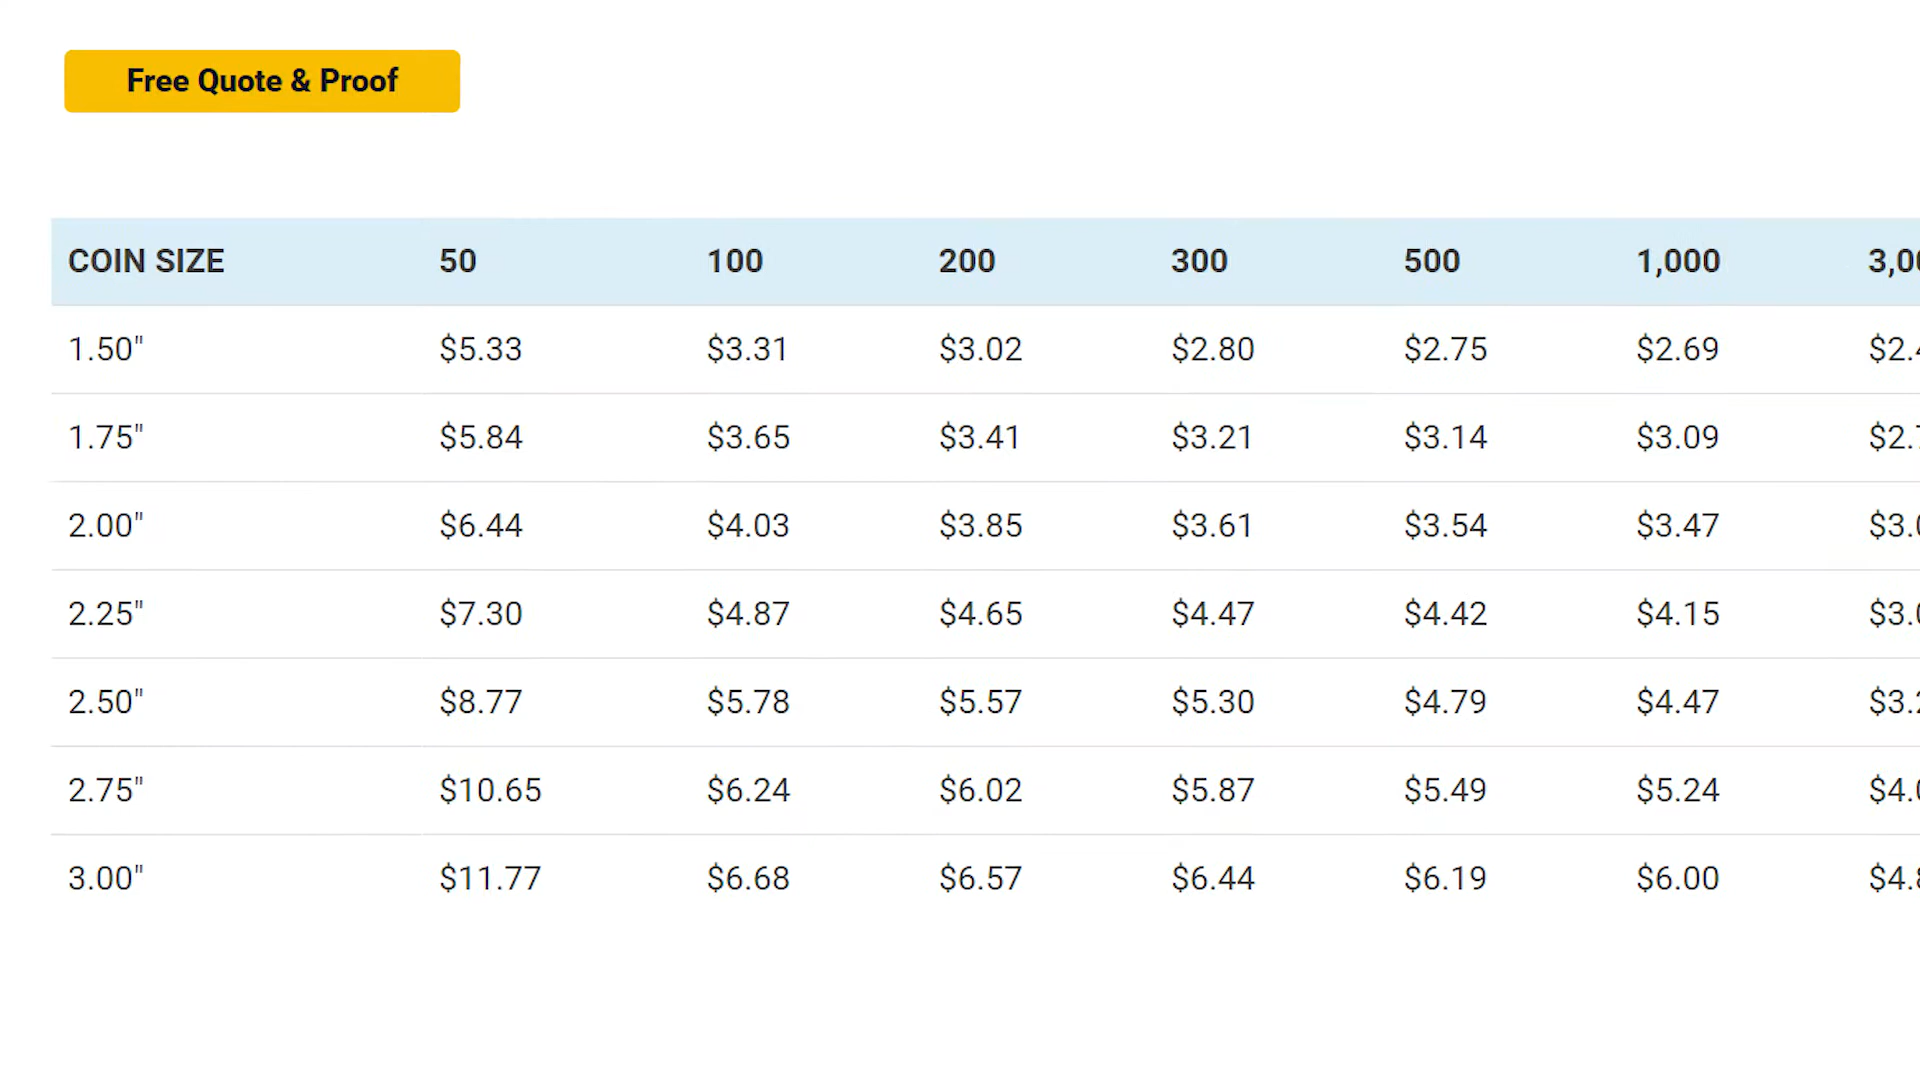 Free Quote & Proof
COIN SIZE 50 100 200 300 500 1,000
1.50" $5.33 $3.31 $3.02 $2.80 $2.75 $2.69
1.75" $5.84 $3.65 $3.41 $3.21 $3.14 $3.09
2.00" $6.44 $4.03 $3.85 $3.61 $3.54 $3.47
2.25" $7.30 $4.87 $4.65 $4.47 $4.42 $4.15
2.50" $8.77 $5.78 $5.57 $5.30 $4.79 $4.47
2.75" $10.65 $6.24 $6.02 $5.87 $5.49 $5.24
3.00" $11.77 $6.68 $6.57 $6.44 $6.19 $6.00